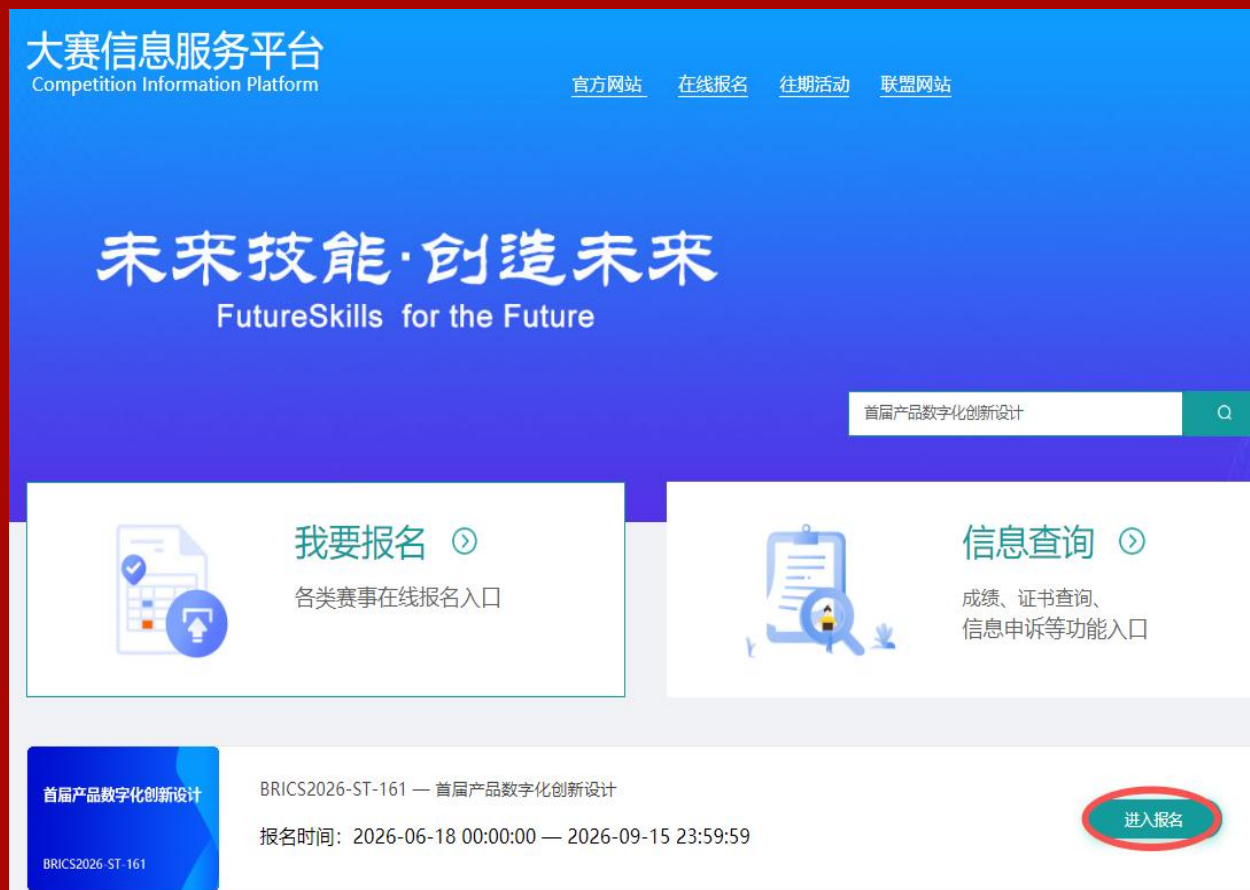 大赛信息服务平台
Competition Information Platform
官方网站 在线报名 往期活动 联盟网站
未来技能·创造未来
FutureSkills for the Future
首届产品数字化创新设计
我要报名
各类赛事在线报名入口
信息查询
成绩、证书查询、
信息申诉等功能入口
首届产品数字化创新设计
BRICS2026-ST-161
BRICS2026-ST-161 — 首届产品数字化创新设计
报名时间：2026-06-18 00:00:00 — 2026-09-15 23:59:59
进入报名